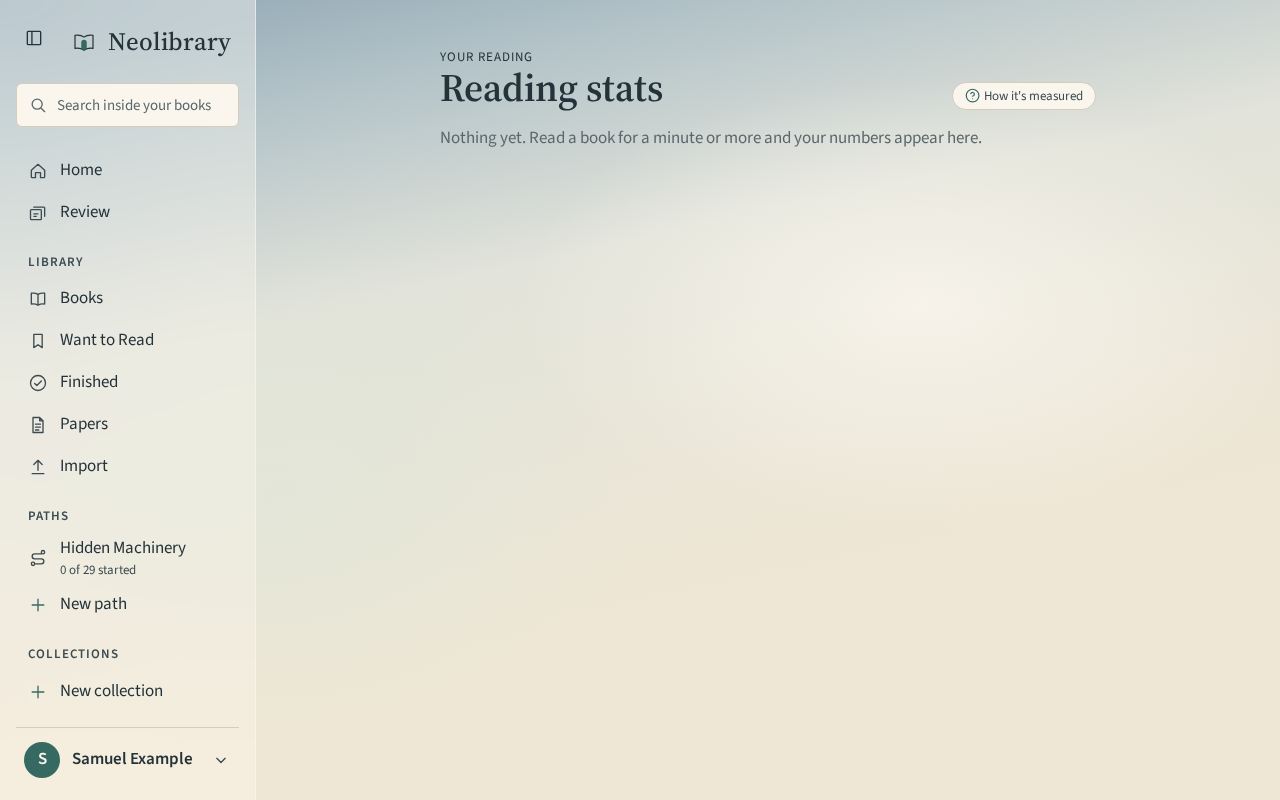 Neolibrary
Search inside your books
Home
Review
LIBRARY
Books
Want to Read
Finished
Papers
Import
PATHS
Hidden Machinery
0 of 29 started
New path
COLLECTIONS
New collection
S
Samuel Example
YOUR READING
Reading stats
How it's measured
Nothing yet. Read a book for a minute or more and your numbers appear here.